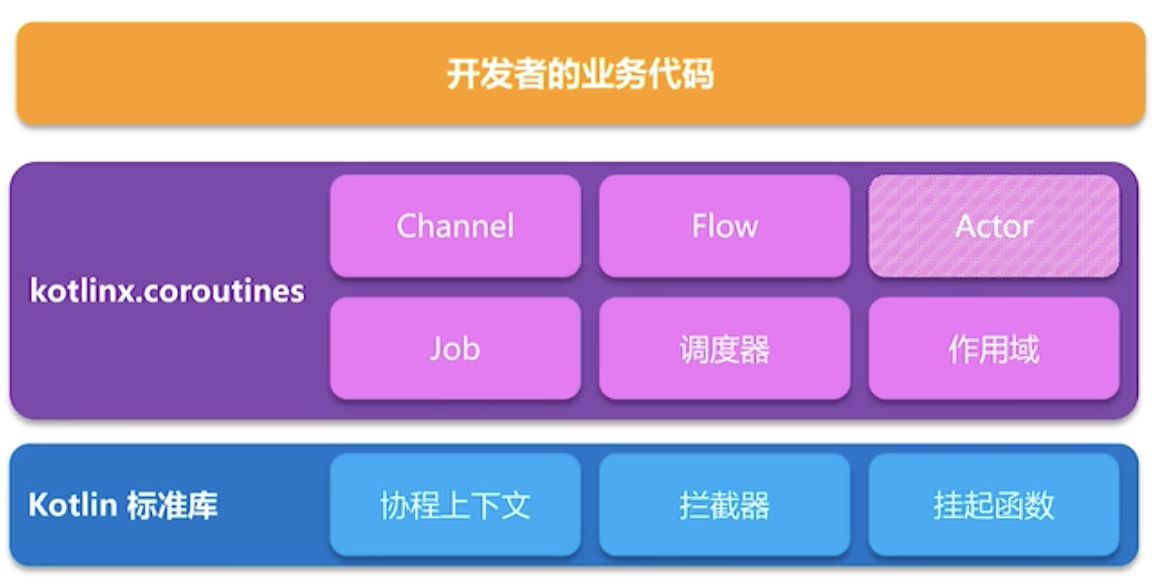 开发者的业务代码
Channel
Flow
Actor
kotlinx.coroutines
Job
调度器
作用域
Kotlin 标准库
协程上下文
拦截器
挂起函数